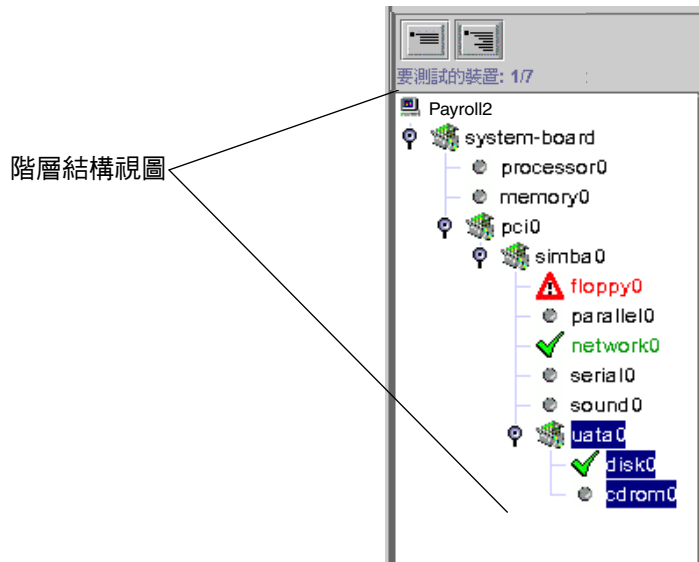 要測試的裝置: 1/7 :
Payroll2
system-board
processor0
memory0
pci0
simba0
floppy0
parallel0
network0
serial0
sound0
uata0
disk0
cdrom0
階層結構視圖